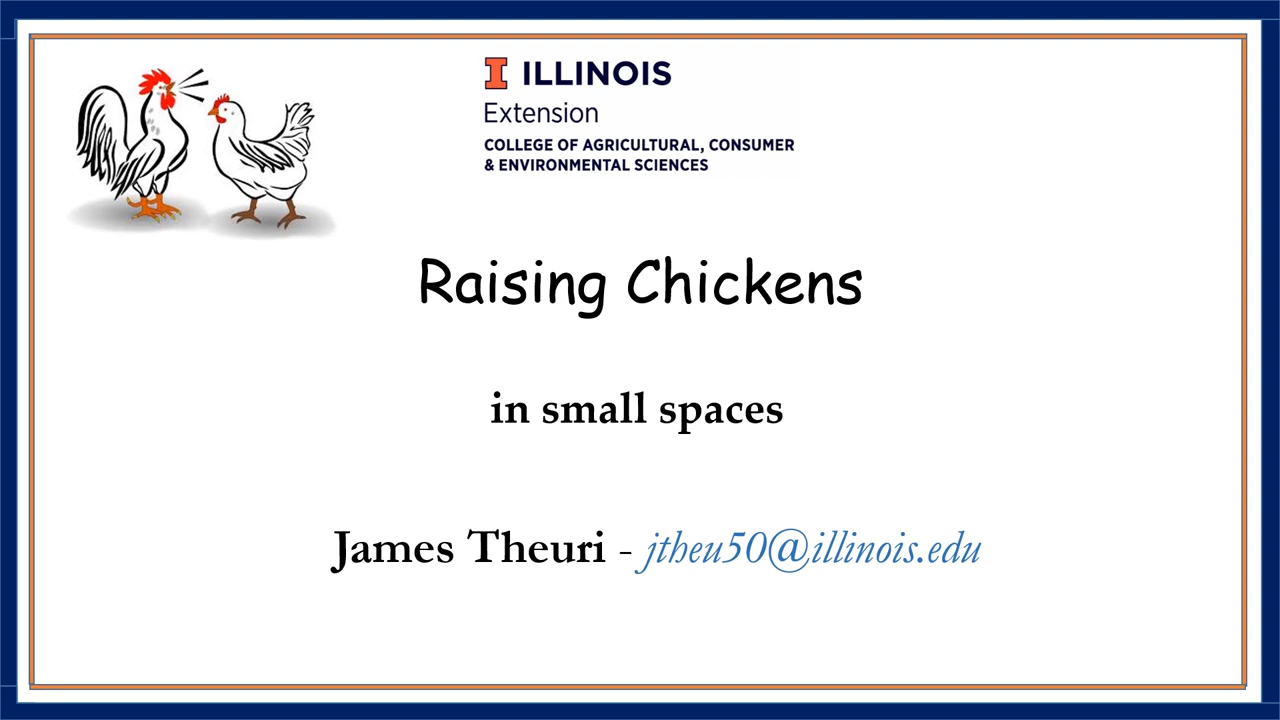 I ILLINOIS
Extension
COLLEGE OF AGRICULTURAL, CONSUMER
& ENVIRONMENTAL SCIENCES
Raising Chickens
in small spaces
James Theuri - jtheu50@illinois.edu